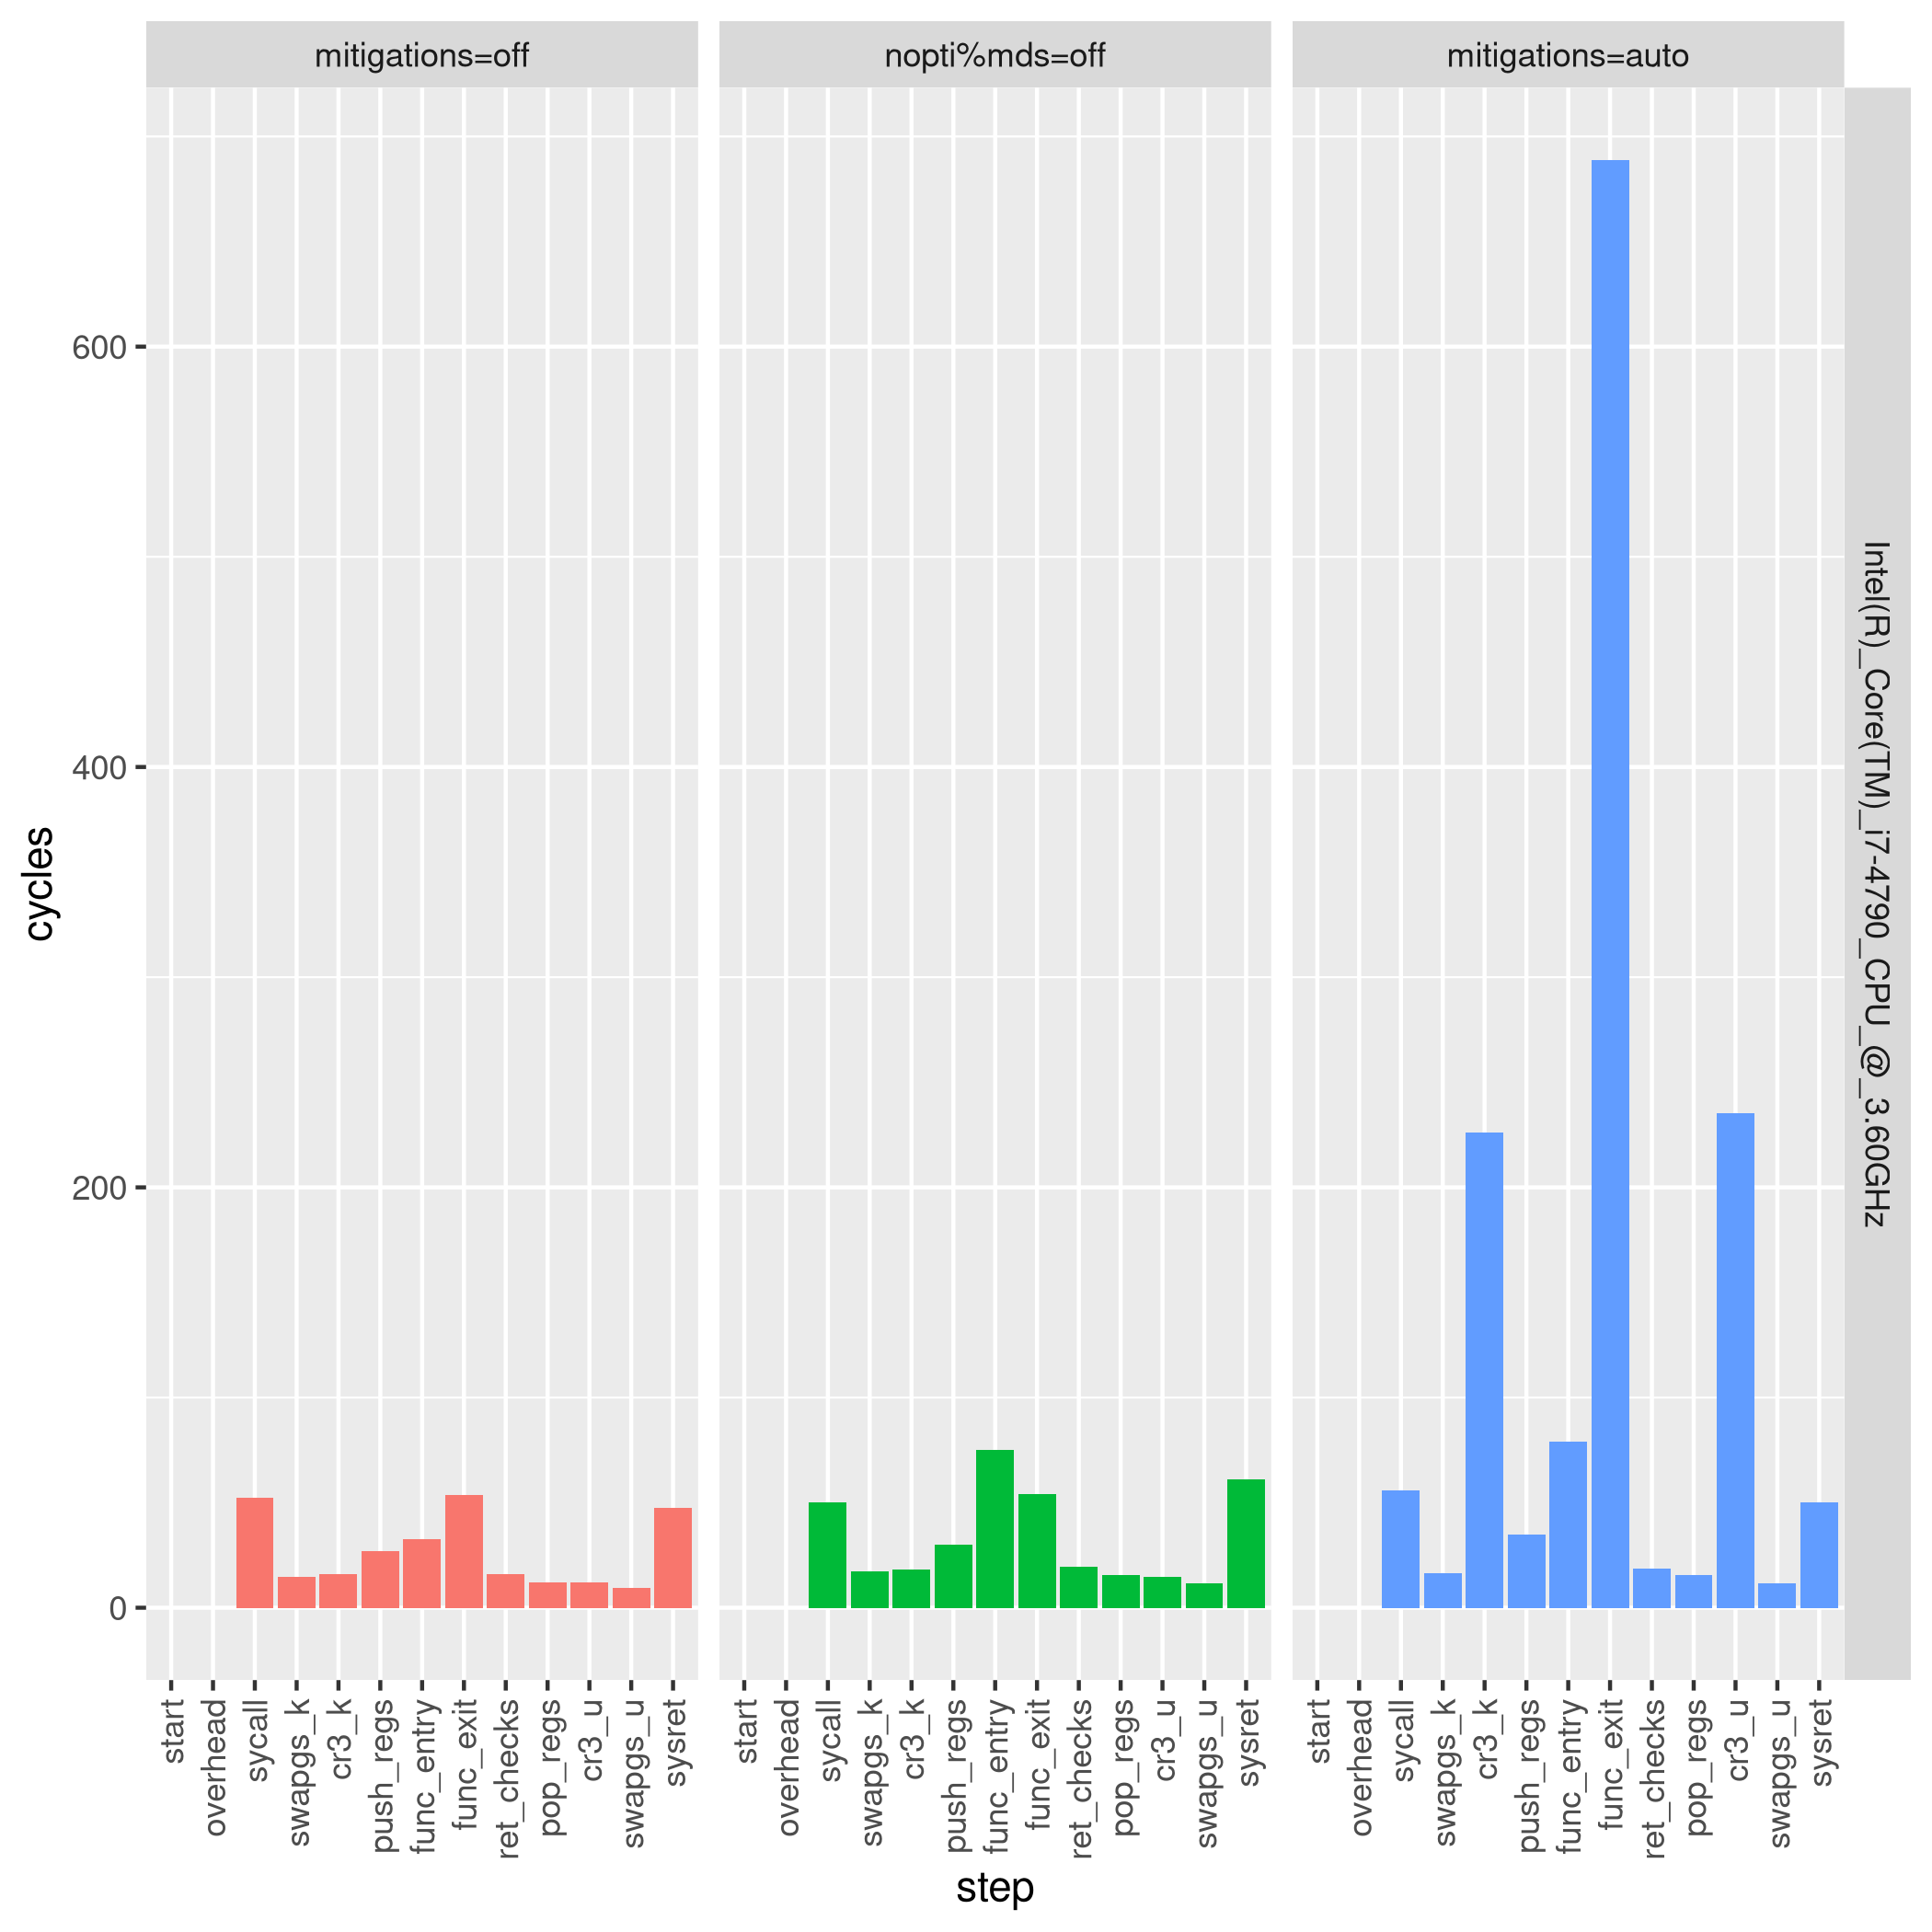 mitigations=off
nopti%mds=off
mitigations=auto
Intel(R)_Core(TM)_i7-4790_CPU_@_3.60GHz
cycles
600
400
200
0
start
overhead
sycall
swapgs_k
cr3_k
push_regs
func_entry
func_exit
ret_checks
pop_regs
cr3_u
swapgs_u
sysret
start
overhead
sycall
swapgs_k
cr3_k
push_regs
func_entry
func_exit
ret_checks
pop_regs
cr3_u
swapgs_u
sysret
start
overhead
sycall
swapgs_k
cr3_k
push_regs
func_entry
func_exit
ret_checks
pop_regs
cr3_u
swapgs_u
sysret
step